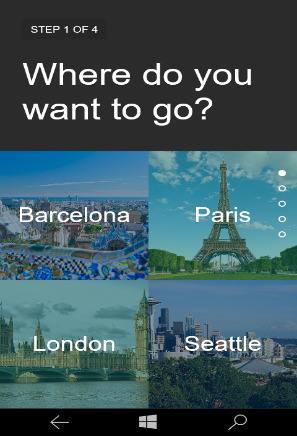 STEP 1 OF 4
Where do you
want to go?
Barcelona
Paris
London
Seattle